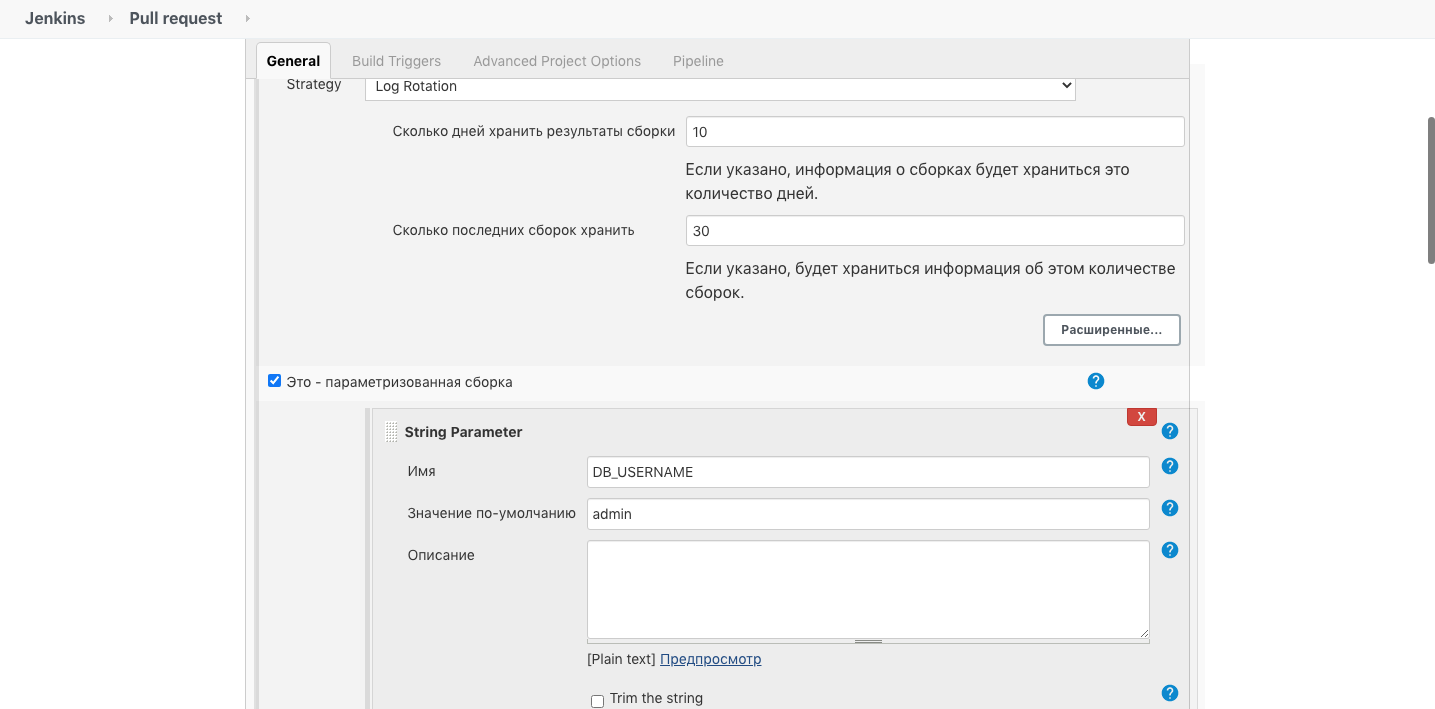 Jenkins Pull request
General Build Triggers Advanced Project Options Pipeline
Strategy Log Rotation
Сколько дней хранить результаты сборки 10
Если указано, информация о сборках будет храниться это
количество дней.
Сколько последних сборок хранить 30
Если указано, будет храниться информация об этом количестве
сборок.
Расширенные...
Это - параметризованная сборка ?
X
String Parameter ?
Имя DB_USERNAME ?
Значение по-умолчанию admin ?
Описание ?
[Plain text] Предпросмотр
Trim the string ?